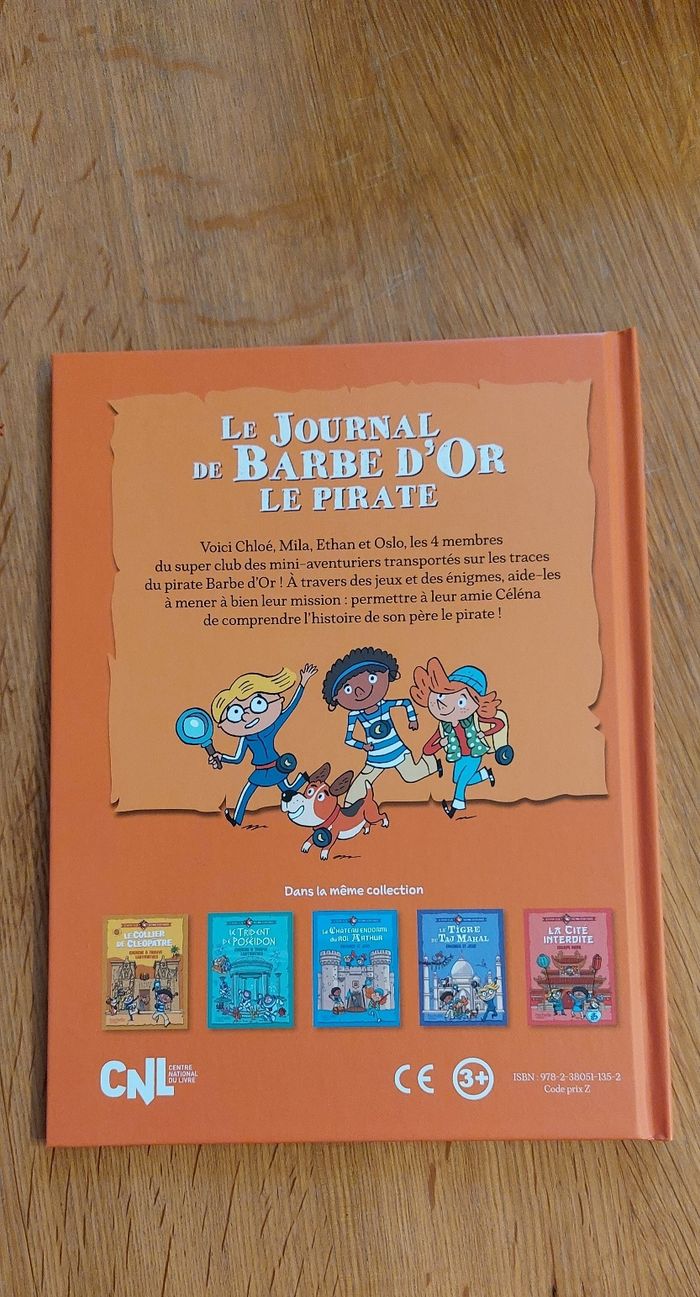 LE JOURNAL
DE BARBE D'OR
LE PIRATE
Voici Chloé, Mila, Ethan et Oslo, les 4 membres
du super club des mini-aventuriers transportés sur les traces
du pirate Barbe d'Or ! À travers des jeux et des énigmes, aide-les
à mener à bien leur mission : permettre à leur amie Céléna
de comprendre l'histoire de son père le pirate !
Dans la même collection
LE COLLIER
DE CLÉOPÂTRE
LE TRIDENT
DE POSÉIDON
LE CHÂTEAU ENDORMI
DU ROI ARTHUR
LE TIGRE
DU TAJ MAHAL
LA CITÉ
INTERDITE
CNL
CENTRE
NATIONAL
DU LIVRE
CE
3+
ISBN : 978-2-38051-135-2
Code prix Z